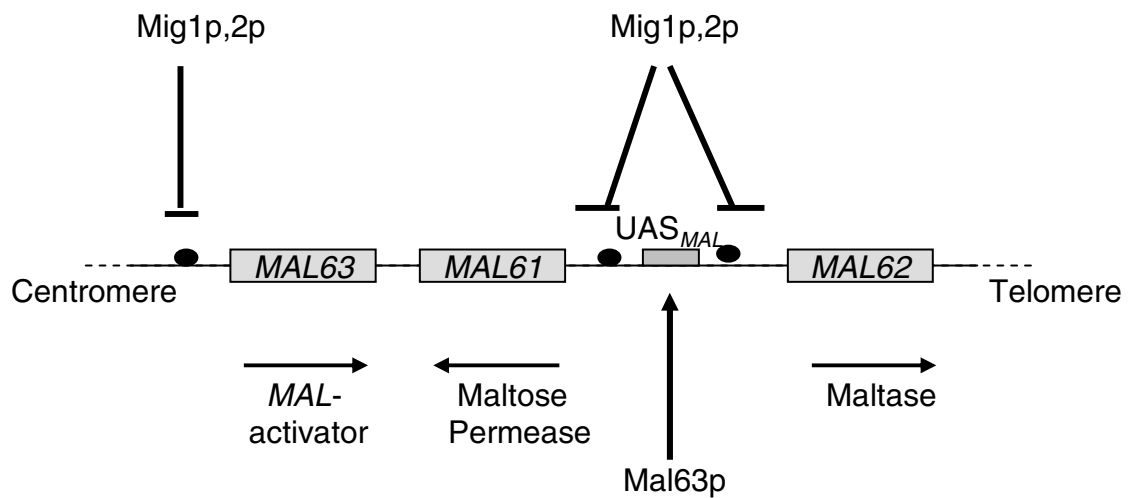 Mig1p,2p
Mig1p,2p
UASMAL
MAL63
MAL61
MAL62
Centromere
Telomere
MAL-
activator
Maltose
Permease
Maltase
Mal63p